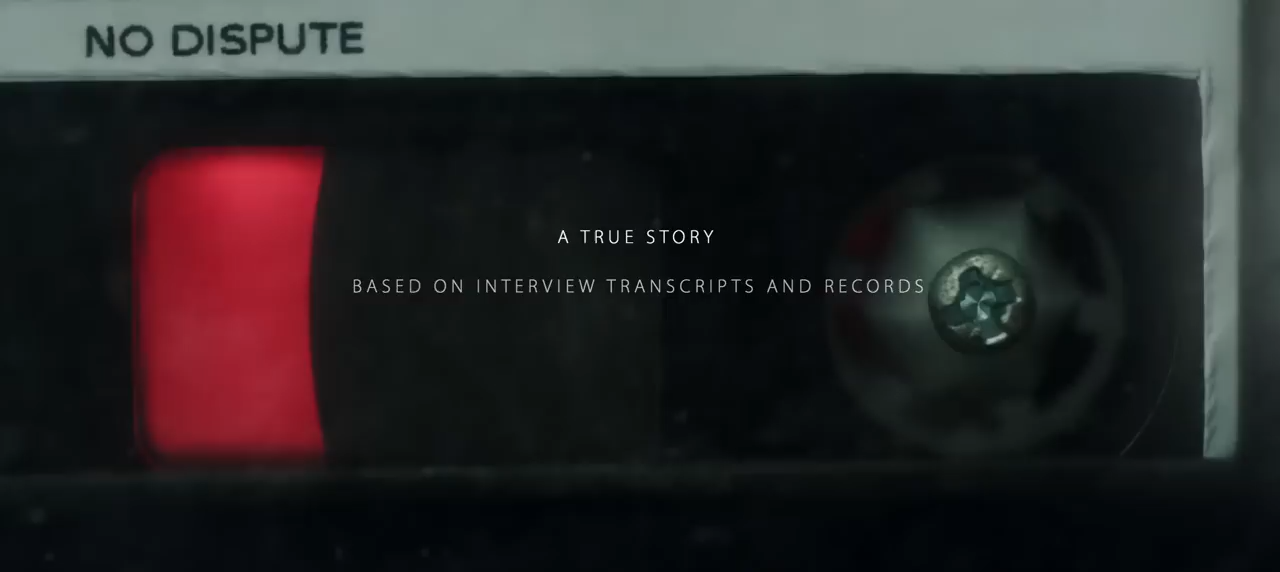 NO DISPUTE
A TRUE STORY
BASED ON INTERVIEW TRANSCRIPTS AND RECORDS